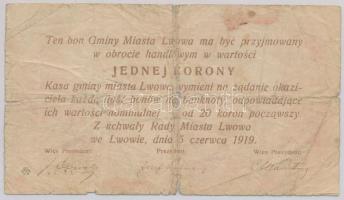 Ten bon Gminy Miasta Lwowa ma być przyjmowany
w obrocie handlowym w wartości
JEDNEJ KORONY
Kasa gminy miasta Lwowa wymieni na żądanie okazi-
ciela każdą ilość bonów na banknoty, odpowiadające
ich wartości nominalnej od 20 koron począwszy.
Z uchwały Rady Miasta Lwowa
we Lwowie, dnia 5 czerwca 1919.
Wice Prezydent: Prezydent: Wice Prezydent: